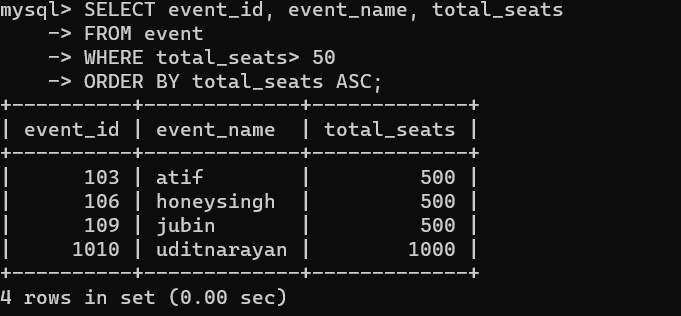 mysql> SELECT event_id, event_name, total_seats
    -> FROM event
    -> WHERE total_seats> 50
    -> ORDER BY total_seats ASC;
+----------+-------------+-------------+
| event_id | event_name  | total_seats |
+----------+-------------+-------------+
|      103 | atif        |         500 |
|      106 | honeysingh  |         500 |
|      109 | jubin       |         500 |
|     1010 | uditnarayan |        1000 |
+----------+-------------+-------------+
4 rows in set (0.00 sec)